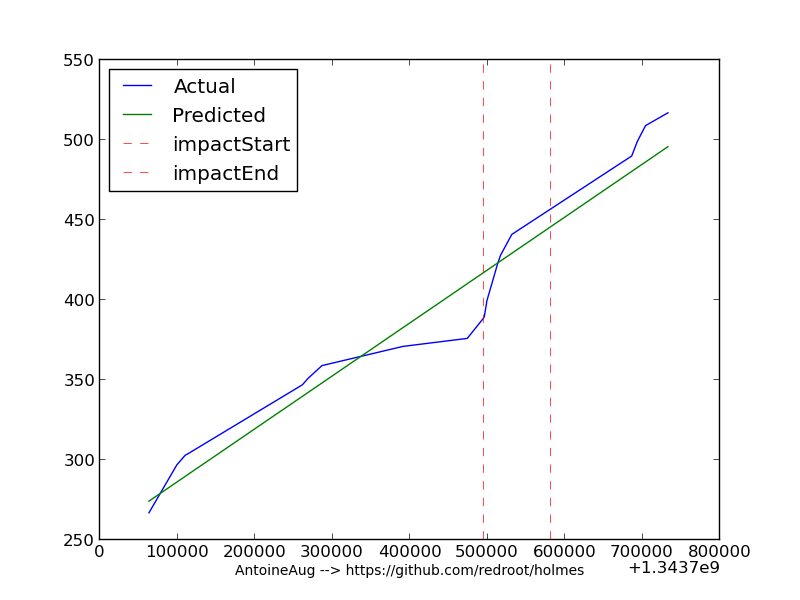 550
500
450
400
350
300
250
Actual
Predicted
impactStart
impactEnd
0 100000 200000 300000 400000 500000 600000 700000 800000
+1.3437e9
AntoineAug --> https://github.com/redroot/holmes